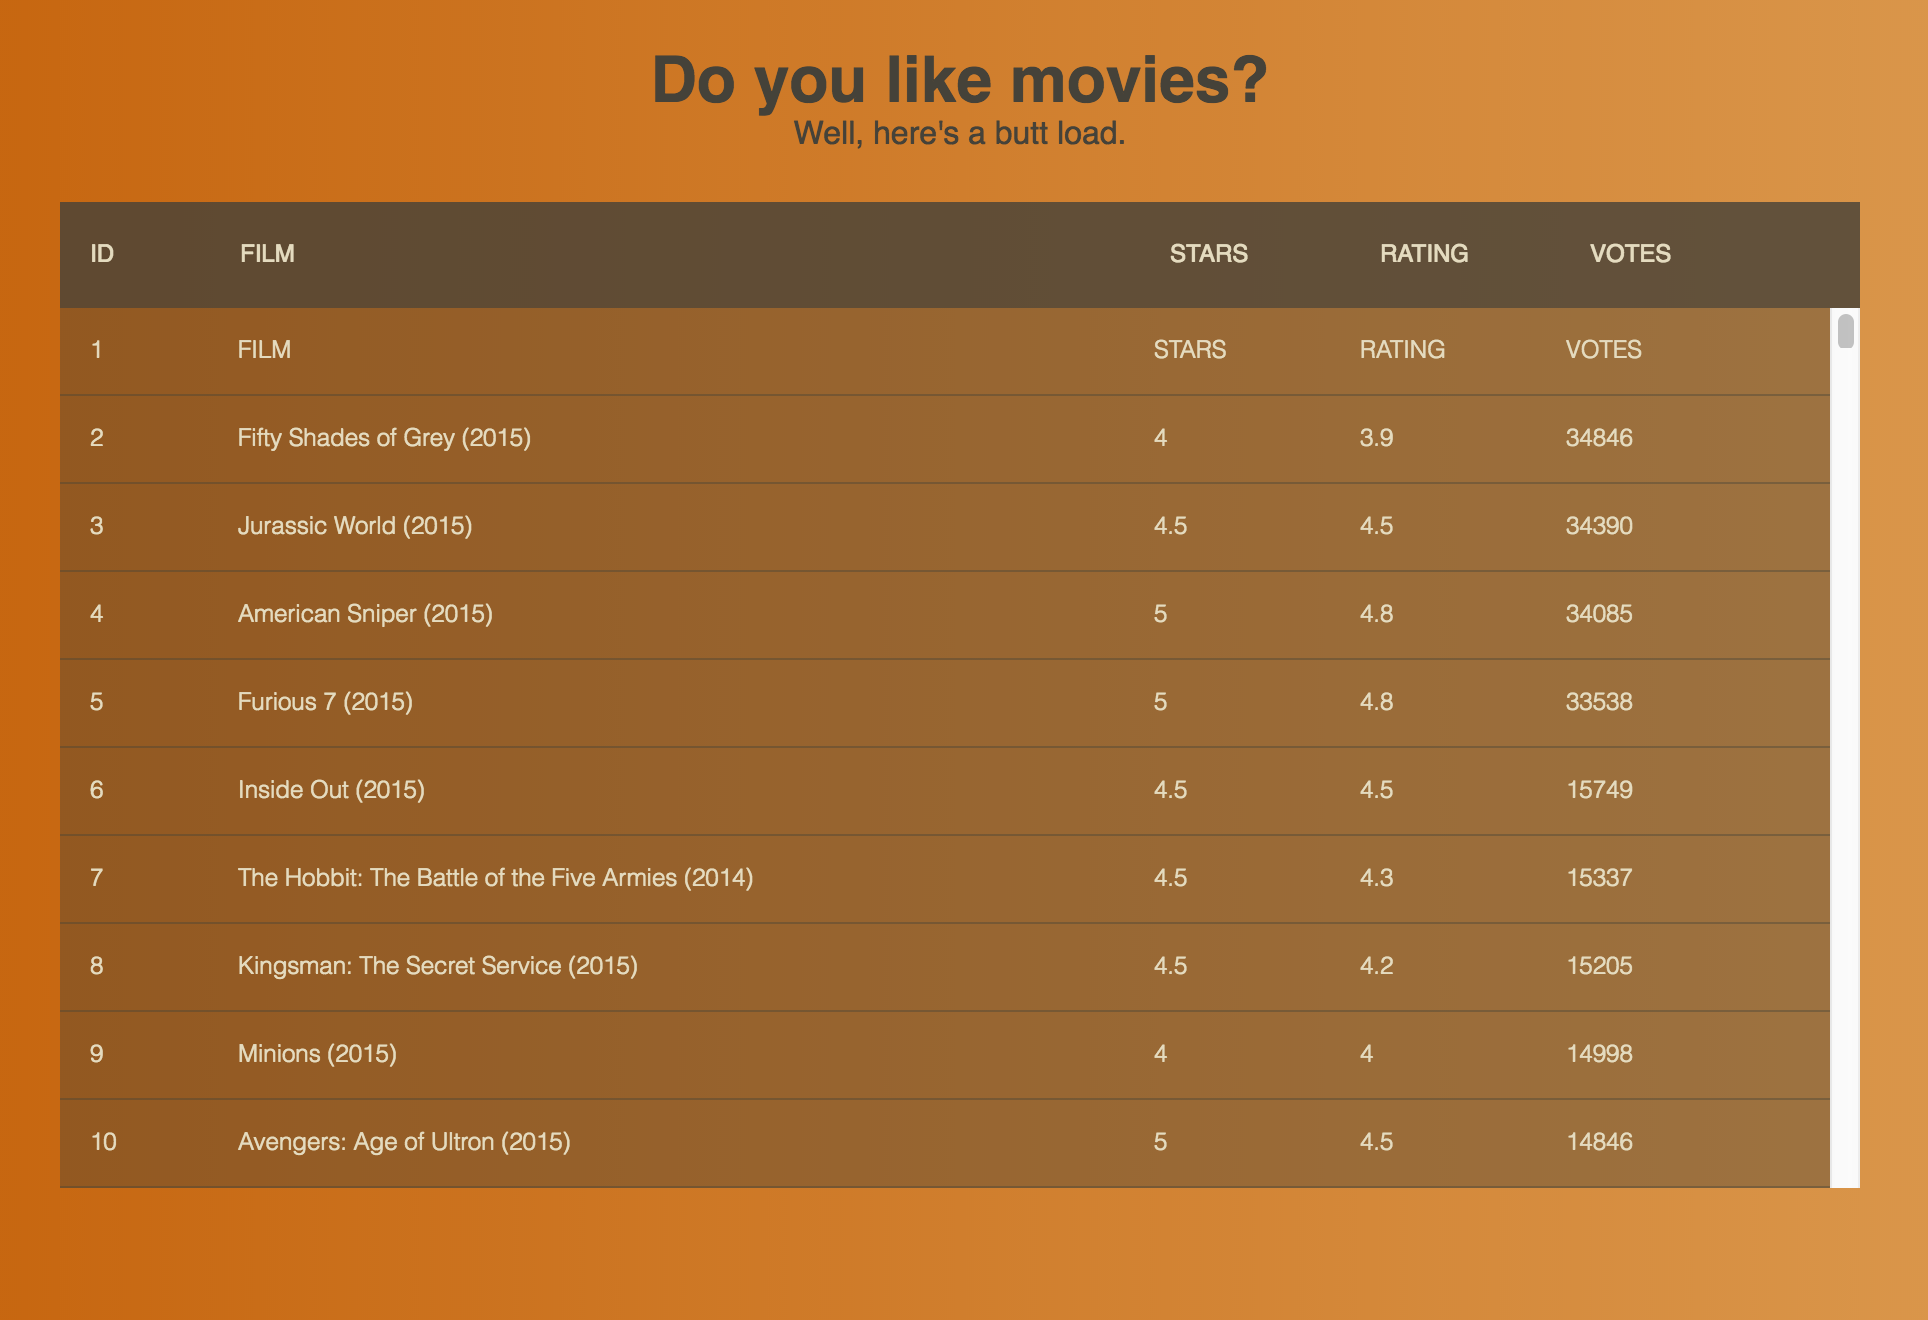 Do you like movies?
Well, here's a butt load.
ID FILM STARS RATING VOTES
1 FILM STARS RATING VOTES
2 Fifty Shades of Grey (2015) 4 3.9 34846
3 Jurassic World (2015) 4.5 4.5 34390
4 American Sniper (2015) 5 4.8 34085
5 Furious 7 (2015) 5 4.8 33538
6 Inside Out (2015) 4.5 4.5 15749
7 The Hobbit: The Battle of the Five Armies (2014) 4.5 4.3 15337
8 Kingsman: The Secret Service (2015) 4.5 4.2 15205
9 Minions (2015) 4 4 14998
10 Avengers: Age of Ultron (2015) 5 4.5 14846